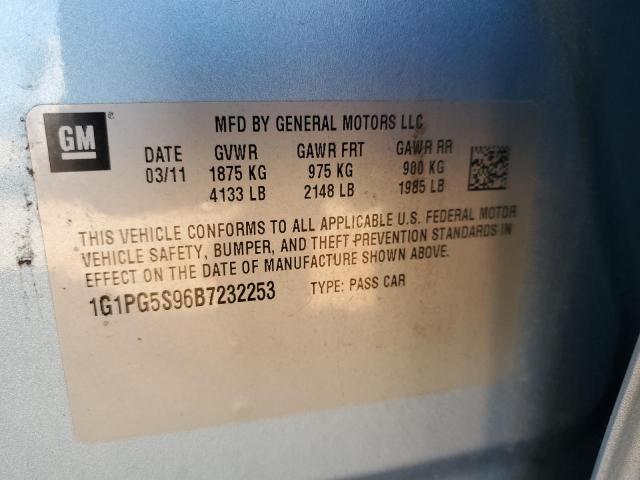 GM ®
MFD BY GENERAL MOTORS LLC
DATE GVWR GAWR FRT GAWR RR
03/11 1875 KG 975 KG 900 KG
4133 LB 2148 LB 1985 LB
THIS VEHICLE CONFORMS TO ALL APPLICABLE U.S. FEDERAL MOTOR
VEHICLE SAFETY, BUMPER, AND THEFT PREVENTION STANDARDS IN
EFFECT ON THE DATE OF MANUFACTURE SHOWN ABOVE.
1G1PG5S96B7232253 TYPE: PASS CAR